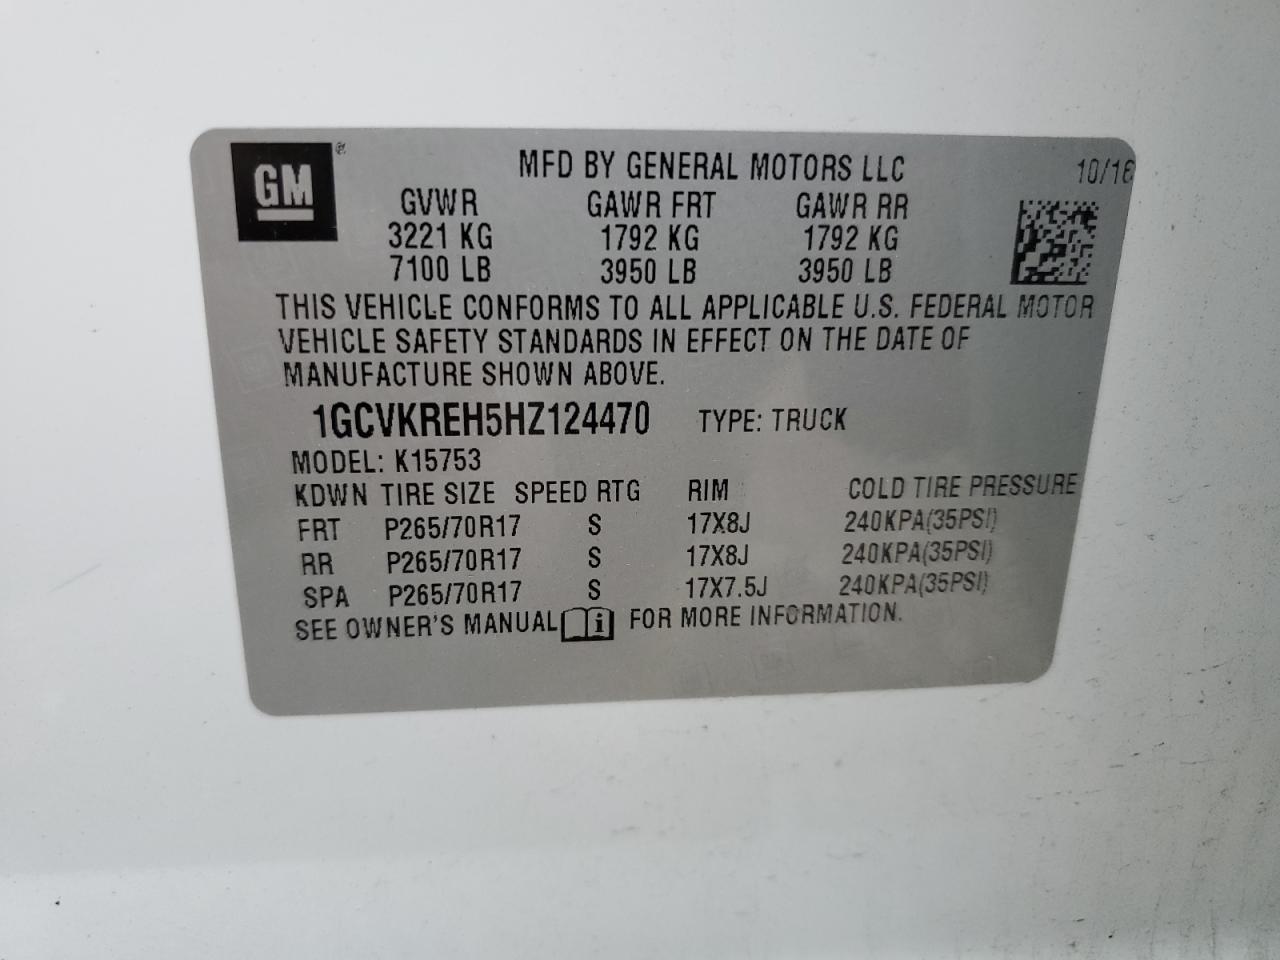 GM ®
MFD BY GENERAL MOTORS LLC 10/16
GVWR GAWR FRT GAWR RR
3221 KG 1792 KG 1792 KG
7100 LB 3950 LB 3950 LB
THIS VEHICLE CONFORMS TO ALL APPLICABLE U.S. FEDERAL MOTOR
VEHICLE SAFETY STANDARDS IN EFFECT ON THE DATE OF
MANUFACTURE SHOWN ABOVE.
1GCVKREH5HZ124470 TYPE: TRUCK
MODEL: K15753
KDWN TIRE SIZE SPEED RTG RIM COLD TIRE PRESSURE
FRT P265/70R17 S 17X8J 240KPA(35PSI)
RR P265/70R17 S 17X8J 240KPA(35PSI)
SPA P265/70R17 S 17X7.5J 240KPA(35PSI)
SEE OWNER'S MANUAL i FOR MORE INFORMATION.